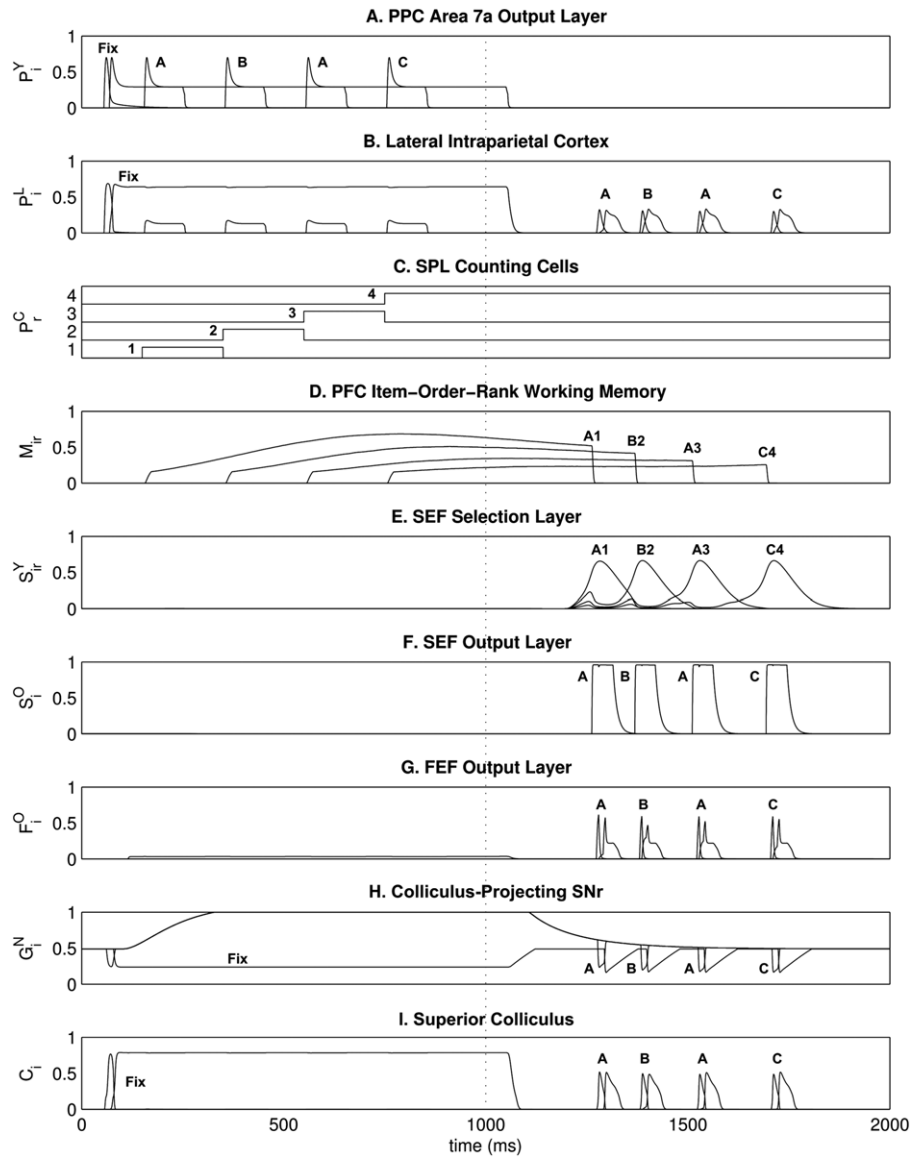 A. PPC Area 7a Output Layer
1
0.5
0
P_i^Y
Fix
A
B
A
C
B. Lateral Intraparietal Cortex
1
0.5
0
P_i^L
Fix
A
B
A
C
C. SPL Counting Cells
4
3
2
1
P_r^C
1
2
3
4
D. PFC Item−Order−Rank Working Memory
1
0.5
0
M_ir
A1
B2
A3
C4
E. SEF Selection Layer
1
0.5
0
S_ir^Y
A1
B2
A3
C4
F. SEF Output Layer
1
0.5
0
S_i^O
A
B
A
C
G. FEF Output Layer
1
0.5
0
F_i^O
A
B
A
C
H. Colliculus-Projecting SNr
1
0.5
0
G_i^N
Fix
A
B
A
C
I. Superior Colliculus
1
0.5
0
C_i
Fix
A
B
A
C
0
500
1000
1500
2000
time (ms)